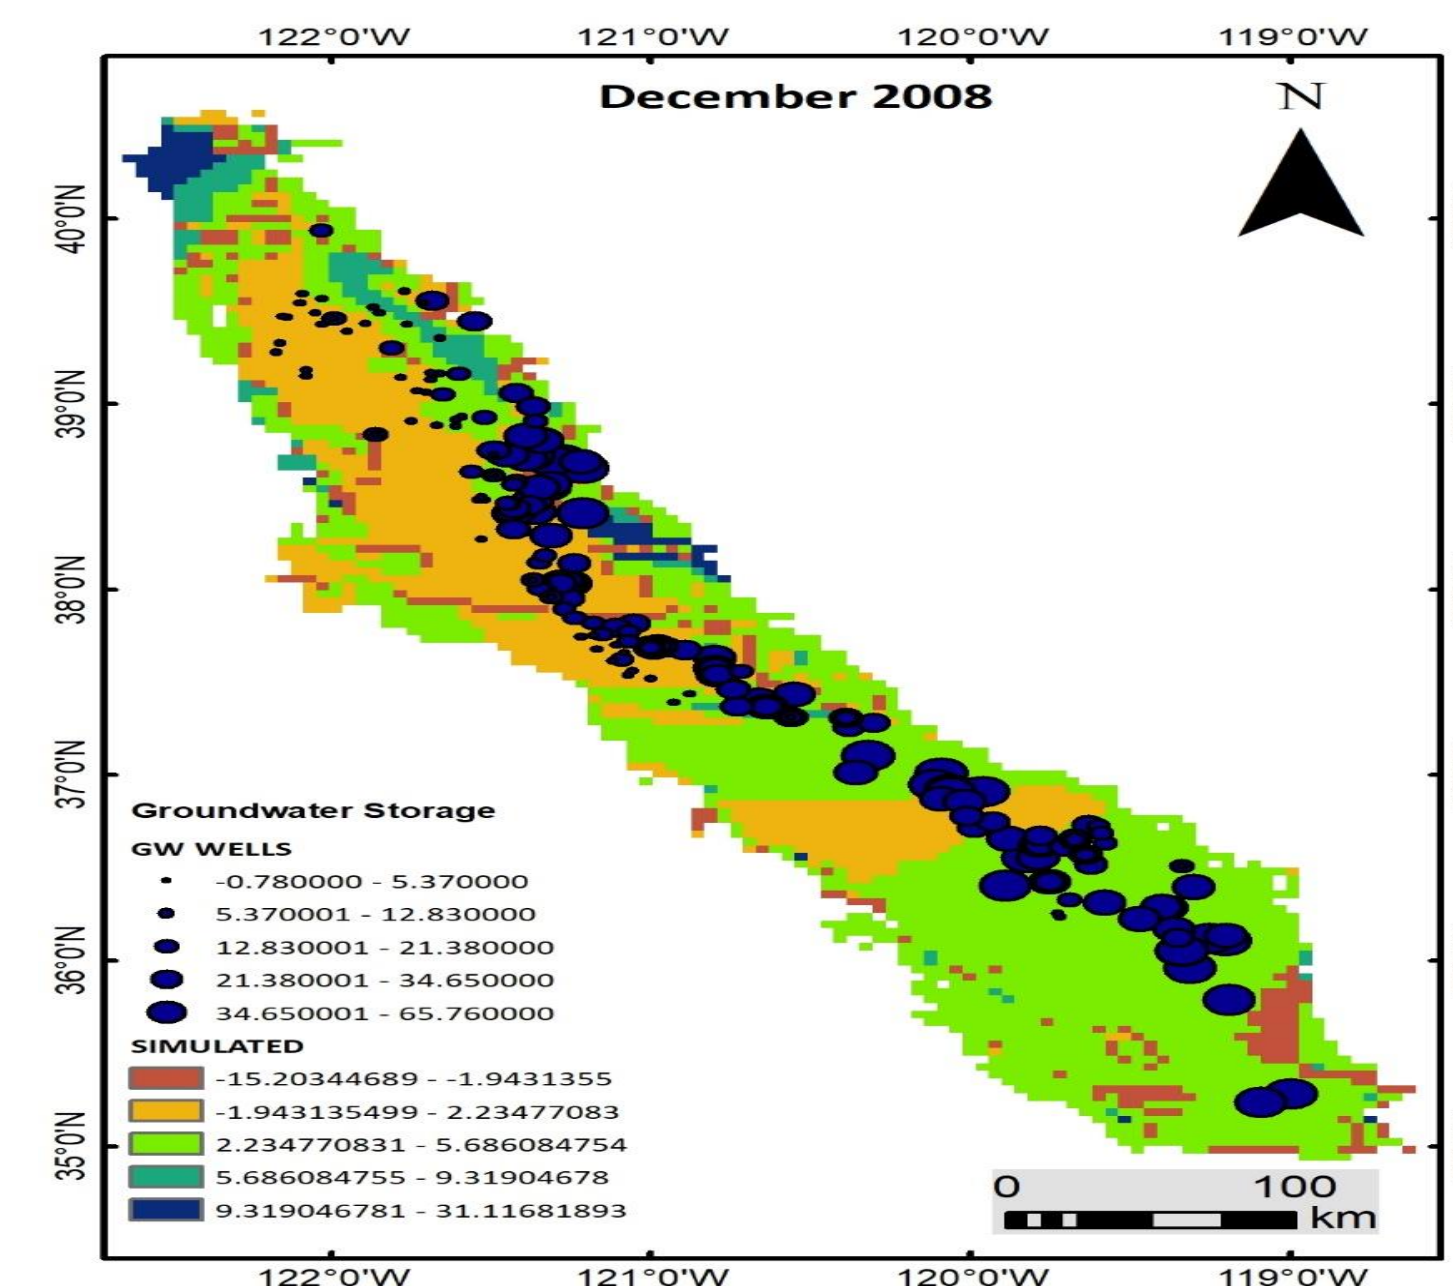 122°0'W 121°0'W 120°0'W 119°0'W
December 2008
N
40°0'N
39°0'N
38°0'N
37°0'N
36°0'N
35°0'N
Groundwater Storage
GW WELLS
-0.780000 - 5.370000
5.370001 - 12.830000
12.830001 - 21.380000
21.380001 - 34.650000
34.650001 - 65.760000
SIMULATED
-15.20344689 - -1.9431355
-1.943135499 - 2.23477083
2.234770831 - 5.686084754
5.686084755 - 9.31904678
9.319046781 - 31.11681893
0 100
km
122°0'W 121°0'W 120°0'W 119°0'W